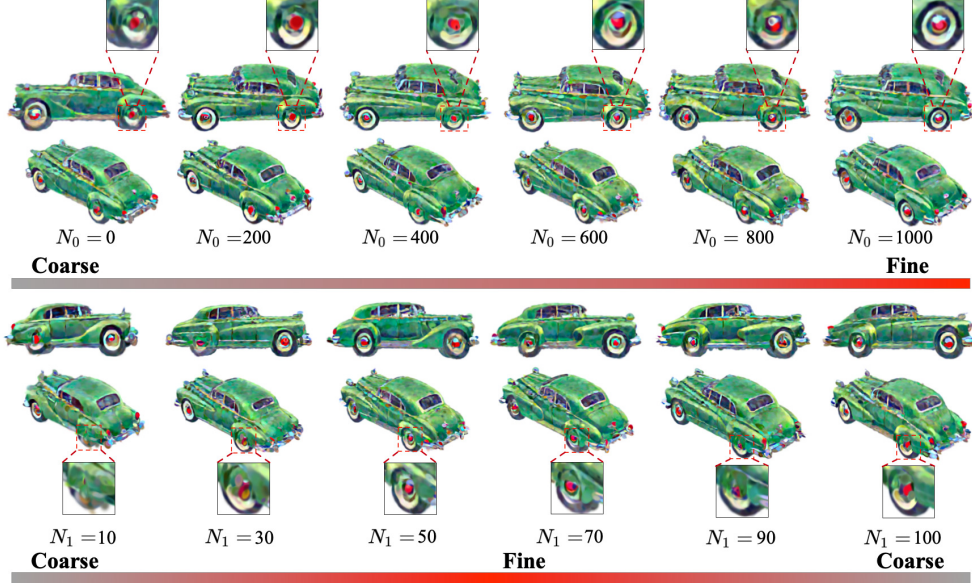 N₀ = 0 N₀ =200 N₀ = 400 N₀ = 600 N₀ = 800 N₀ = 1000
Coarse Fine
N₁ =10 N₁ =30 N₁ =50 N₁ =70 N₁ =90 N₁ =100
Coarse Fine Coarse